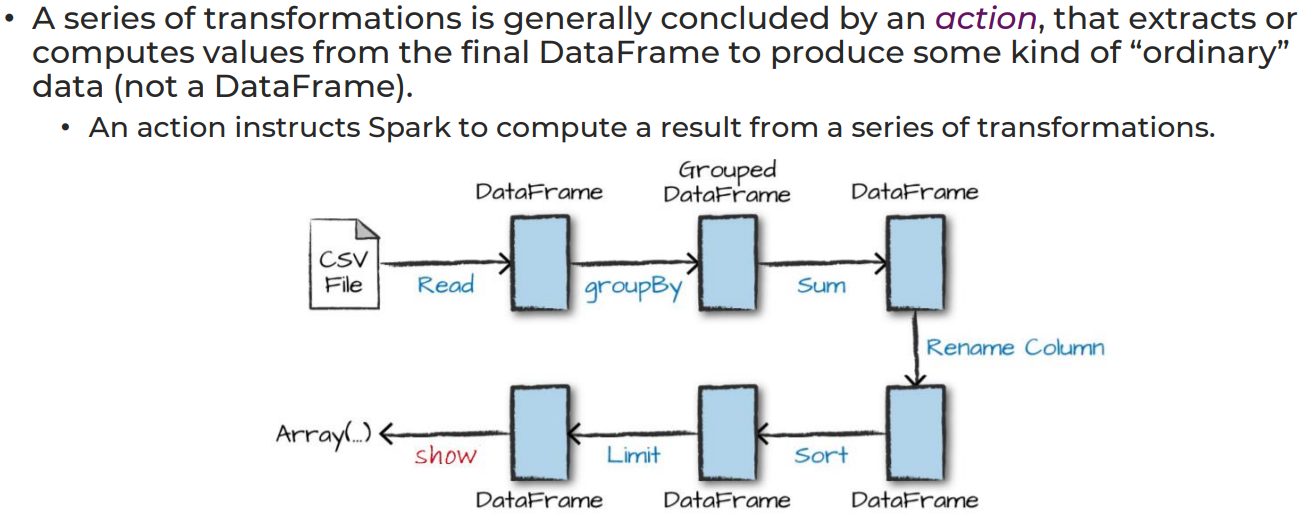 • A series of transformations is generally concluded by an action, that extracts or
computes values from the final DataFrame to produce some kind of “ordinary”
data (not a DataFrame).
• An action instructs Spark to compute a result from a series of transformations.
DataFrame
Grouped
DataFrame
DataFrame
CSV
File
Read
groupBy
Sum
Rename Column
Array(...)
show
Limit
Sort
DataFrame
DataFrame
DataFrame